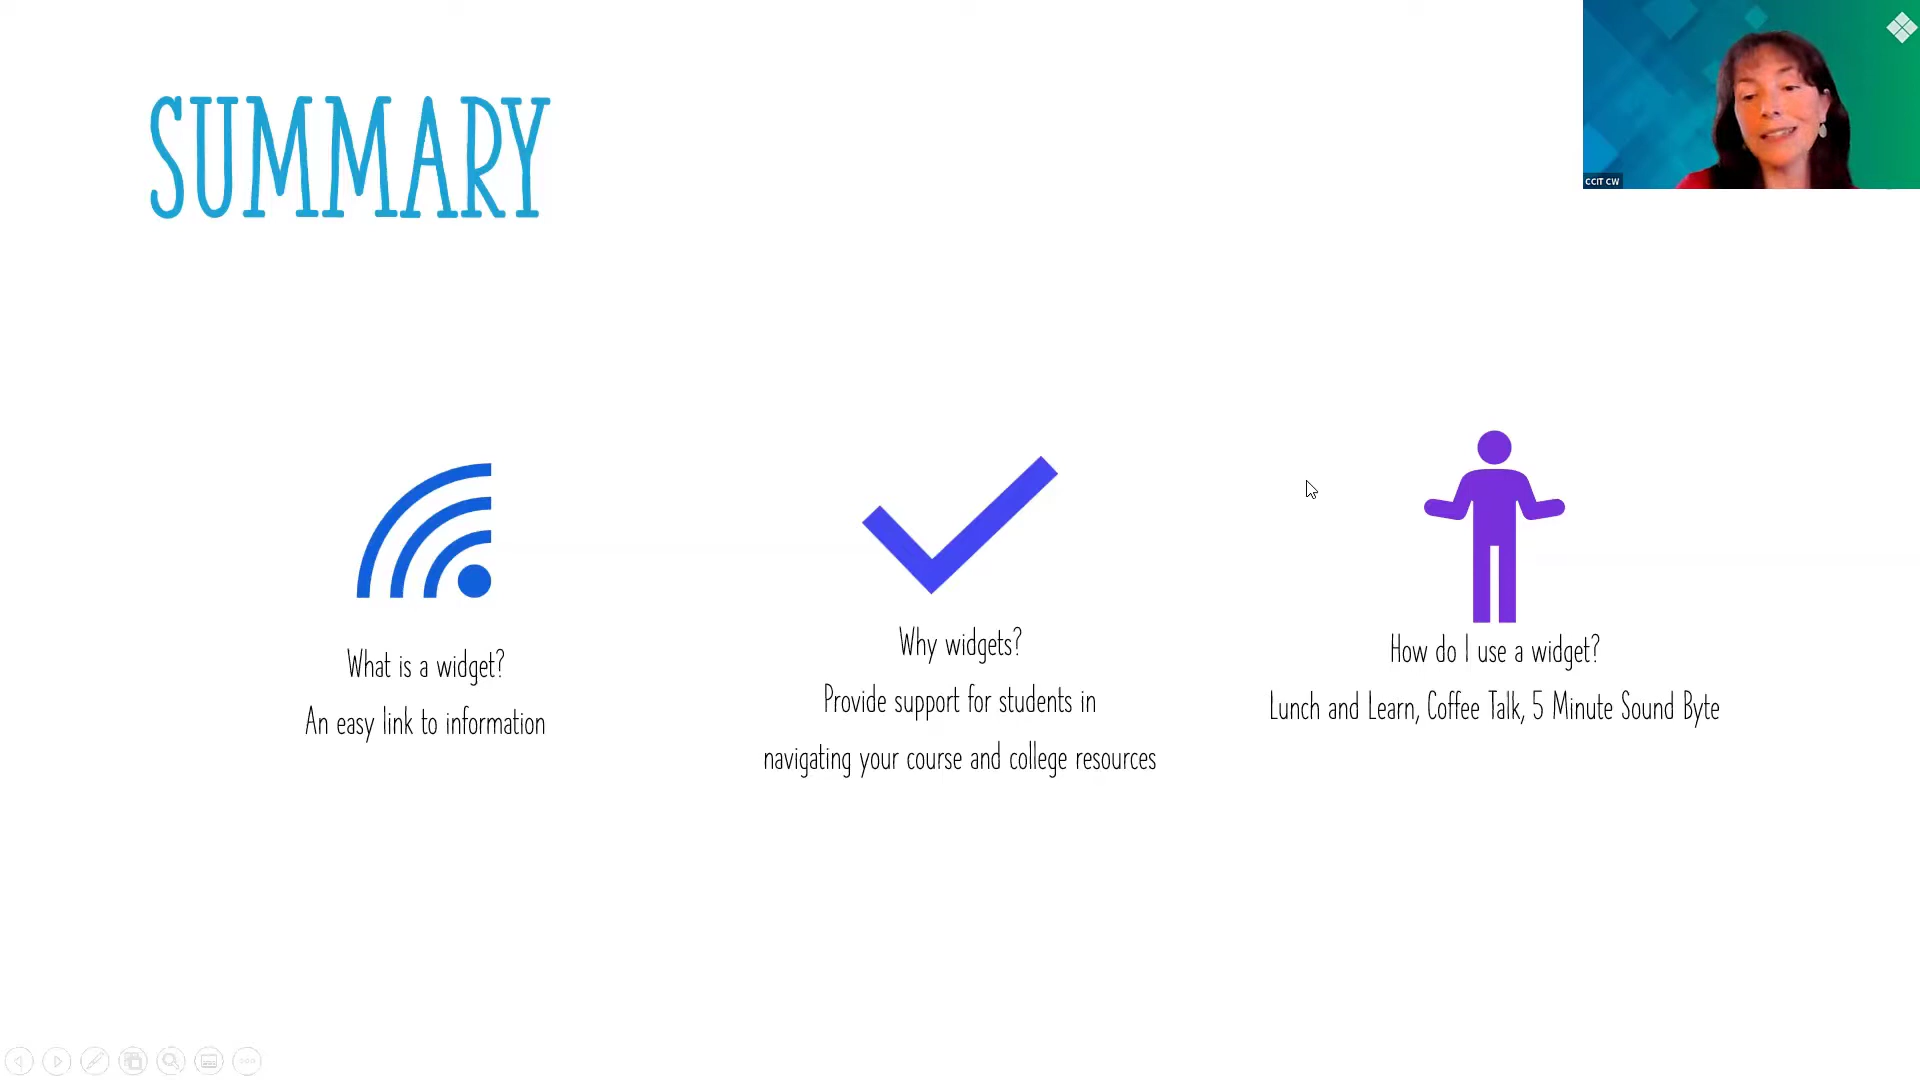 SUMMARY
CCIT CW
What is a widget?
An easy link to information
Why widgets?
Provide support for students in
navigating your course and college resources
How do I use a widget?
Lunch and Learn, Coffee Talk, 5 Minute Sound Byte